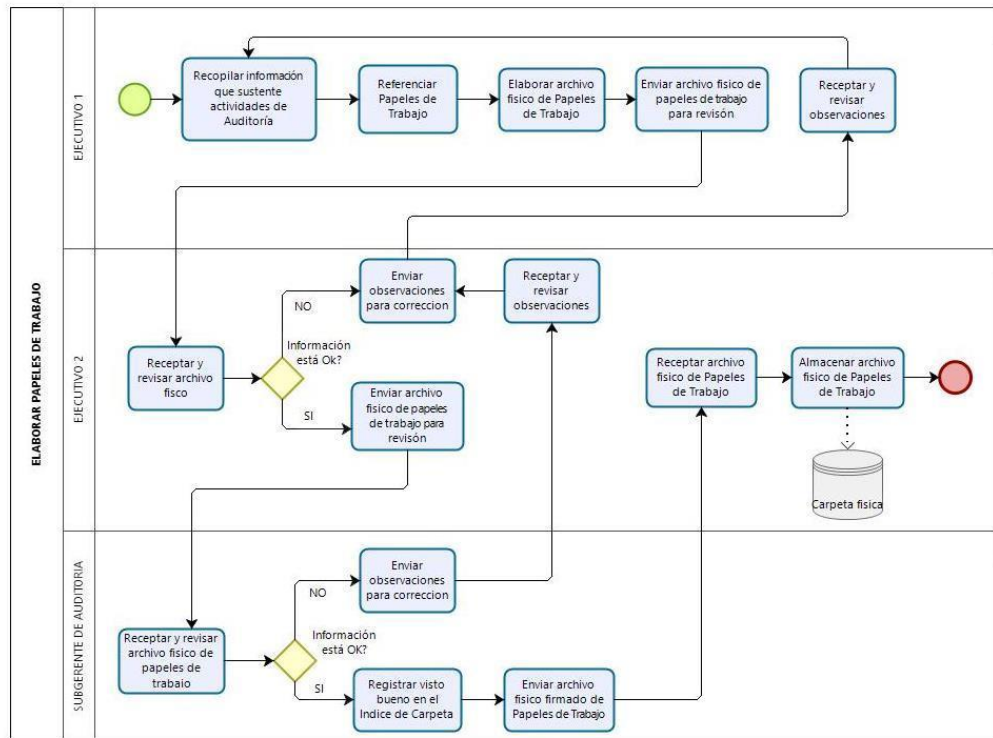 ELABORAR PAPELES DE TRABAJO
EJECUTIVO 1
Recopilar información
que sustente
actividades de
Auditoría
Referenciar
Papeles de
Trabajo
Elaborar archivo
fisico de Papeles
de Trabajo
Enviar archivo fisico de
papeles de trabajo
para revisón
Receptar y
revisar
observaciones
EJECUTIVO 2
Receptar y
revisar archivo
fisco
Información
está Ok?
NO
SI
Enviar
observaciones
para correccion
Receptar y
revisar
observaciones
Enviar archivo
fisico de papeles
de trabajo para
revisón
Receptar archivo
fisico de Papeles
de Trabajo
Almacenar archivo
fisico de Papeles
de Trabajo
Carpeta fisica
SUBGERENTE DE AUDITORIA
Receptar y revisar
archivo fisico de
papeles de
trabaio
Información
está OK?
NO
SI
Enviar
observaciones
para correccion
Registrar visto
bueno en el
Indice de Carpeta
Enviar archivo
fisico firmado de
Papeles de Trabajo